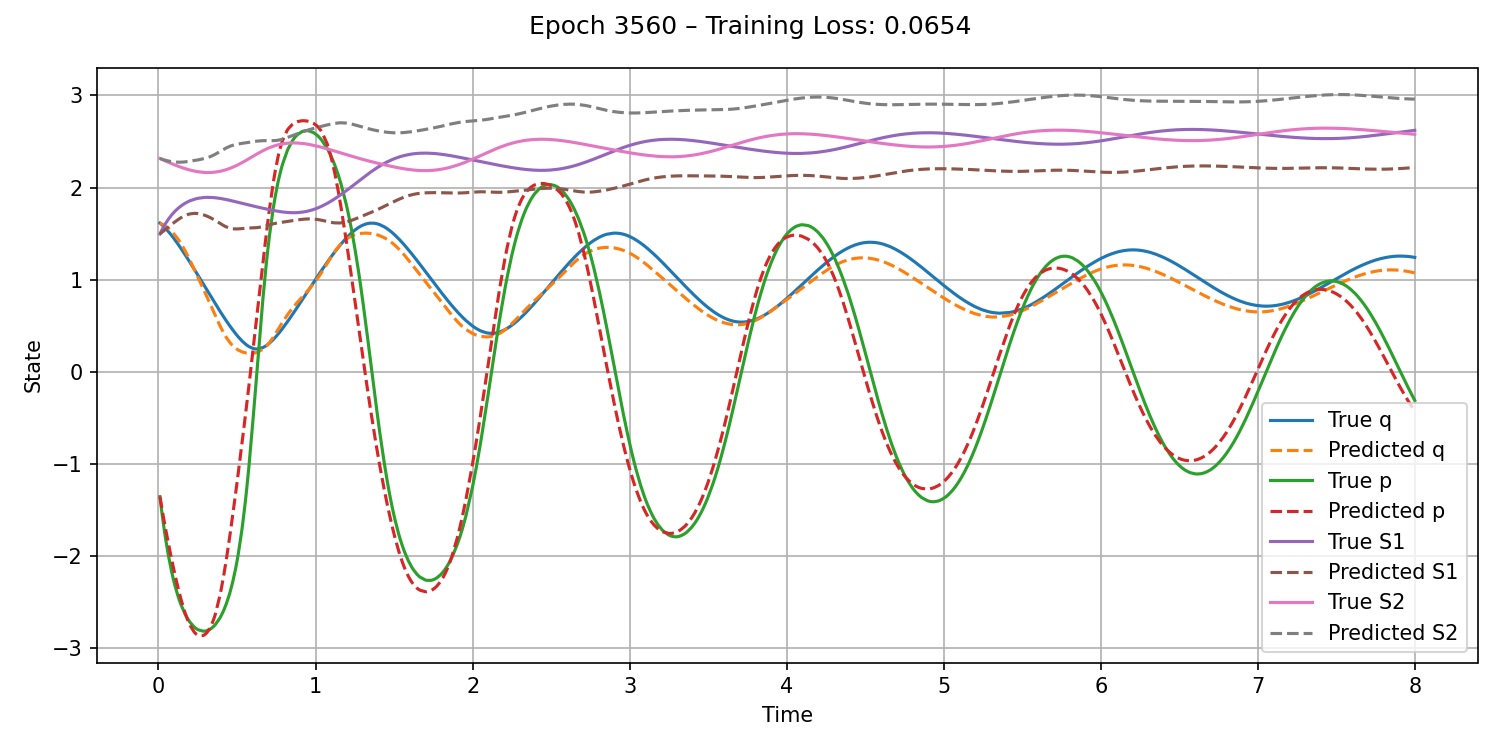 Epoch 3560 – Training Loss: 0.0654
3
2
1
0
−1
−2
−3
State
0
1
2
3
4
5
6
7
8
Time
True q
Predicted q
True p
Predicted p
True S1
Predicted S1
True S2
Predicted S2